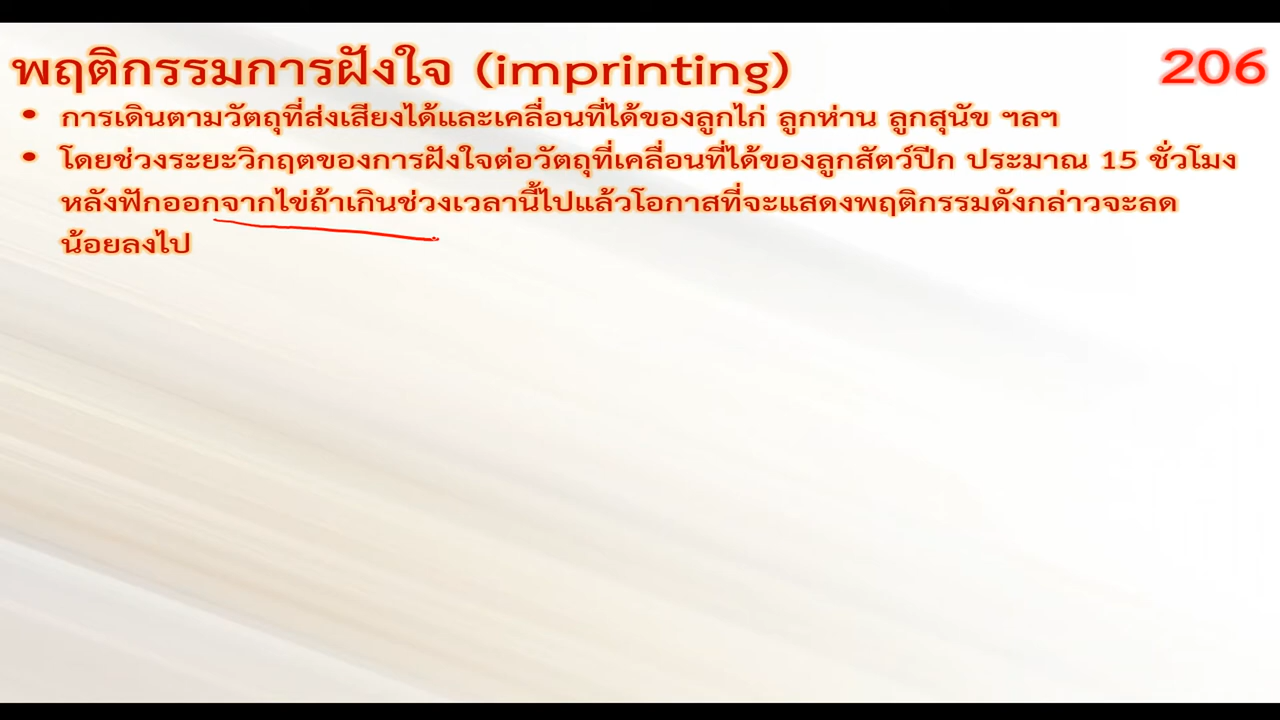 พฤติกรรมการฝังใจ (imprinting)
206
• การเดินตามวัตถุที่ส่งเสียงได้และเคลื่อนที่ได้ของลูกไก่ ลูกห่าน ลูกสุนัข ฯลฯ
• โดยช่วงระยะวิกฤตของการฝังใจต่อวัตถุที่เคลื่อนที่ได้ของลูกสัตว์ปีก ประมาณ 15 ชั่วโมง
หลังฟักออกจากไข่ถ้าเกินช่วงเวลานี้ไปแล้วโอกาสที่จะแสดงพฤติกรรมดังกล่าวจะลด
น้อยลงไป